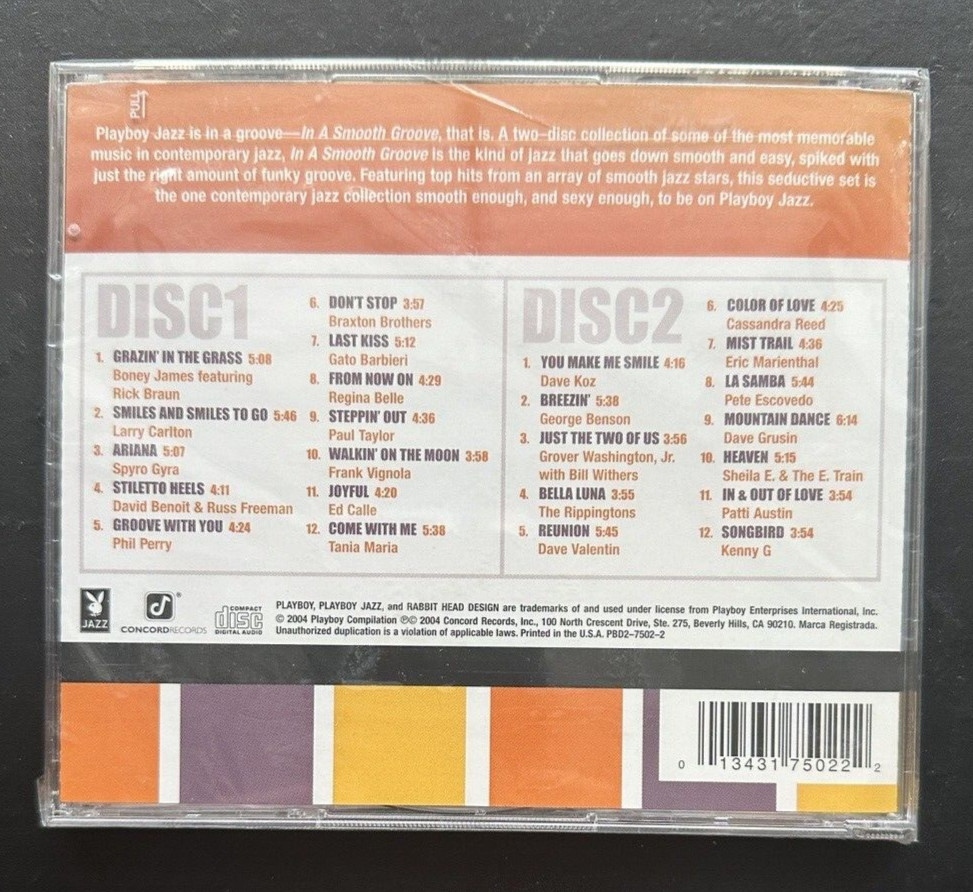 PULL
Playboy Jazz is in a groove—In A Smooth Groove, that is. A two-disc collection of some of the most memorable
music in contemporary jazz, In A Smooth Groove is the kind of jazz that goes down smooth and easy, spiked with
just the right amount of funky groove. Featuring top hits from an array of smooth jazz stars, this seductive set is
the one contemporary jazz collection smooth enough, and sexy enough, to be on Playboy Jazz.
DISC1
1. GRAZIN' IN THE GRASS 5:08
Boney James featuring
Rick Braun
2. SMILES AND SMILES TO GO 5:46
Larry Carlton
3. ARIANA 5:07
Spyro Gyra
4. STILETTO HEELS 4:11
David Benoit & Russ Freeman
5. GROOVE WITH YOU 4:24
Phil Perry
6. DON'T STOP 3:57
Braxton Brothers
7. LAST KISS 5:12
Gato Barbieri
8. FROM NOW ON 4:29
Regina Belle
9. STEPPIN' OUT 4:36
Paul Taylor
10. WALKIN' ON THE MOON 3:58
Frank Vignola
11. JOYFUL 4:20
Ed Calle
12. COME WITH ME 5:38
Tania Maria
DISC2
1. YOU MAKE ME SMILE 4:16
Dave Koz
2. BREEZIN' 5:38
George Benson
3. JUST THE TWO OF US 3:56
Grover Washington, Jr.
with Bill Withers
4. BELLA LUNA 3:55
The Rippingtons
5. REUNION 5:45
Dave Valentin
6. COLOR OF LOVE 4:25
Cassandra Reed
7. MIST TRAIL 4:36
Eric Marienthal
8. LA SAMBA 5:44
Pete Escovedo
9. MOUNTAIN DANCE 6:14
Dave Grusin
10. HEAVEN 5:15
Sheila E. & The E. Train
11. IN & OUT OF LOVE 3:54
Patti Austin
12. SONGBIRD 3:54
Kenny G
JAZZ
®
CONCORDRECORDS
COMPACT
disc
DIGITAL AUDIO
PLAYBOY, PLAYBOY JAZZ, and RABBIT HEAD DESIGN are trademarks of and used under license from Playboy Enterprises International, Inc.
© 2004 Playboy Compilation ℗© 2004 Concord Records, Inc., 100 North Crescent Drive, Ste. 275, Beverly Hills, CA 90210. Marca Registrada.
Unauthorized duplication is a violation of applicable laws. Printed in the U.S.A. PBD2-7502-2
0 13431 75022 2